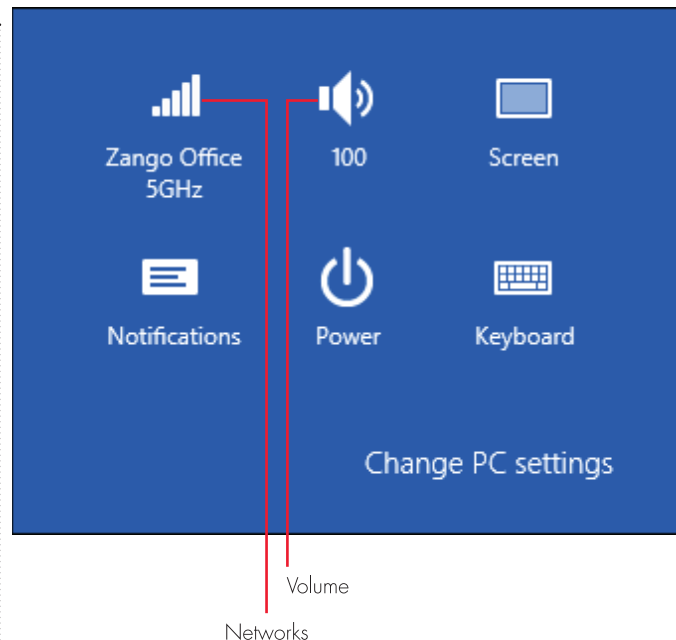 Zango Office
5GHz
100
Screen
Notifications
Power
Keyboard
Change PC settings
Volume
Networks